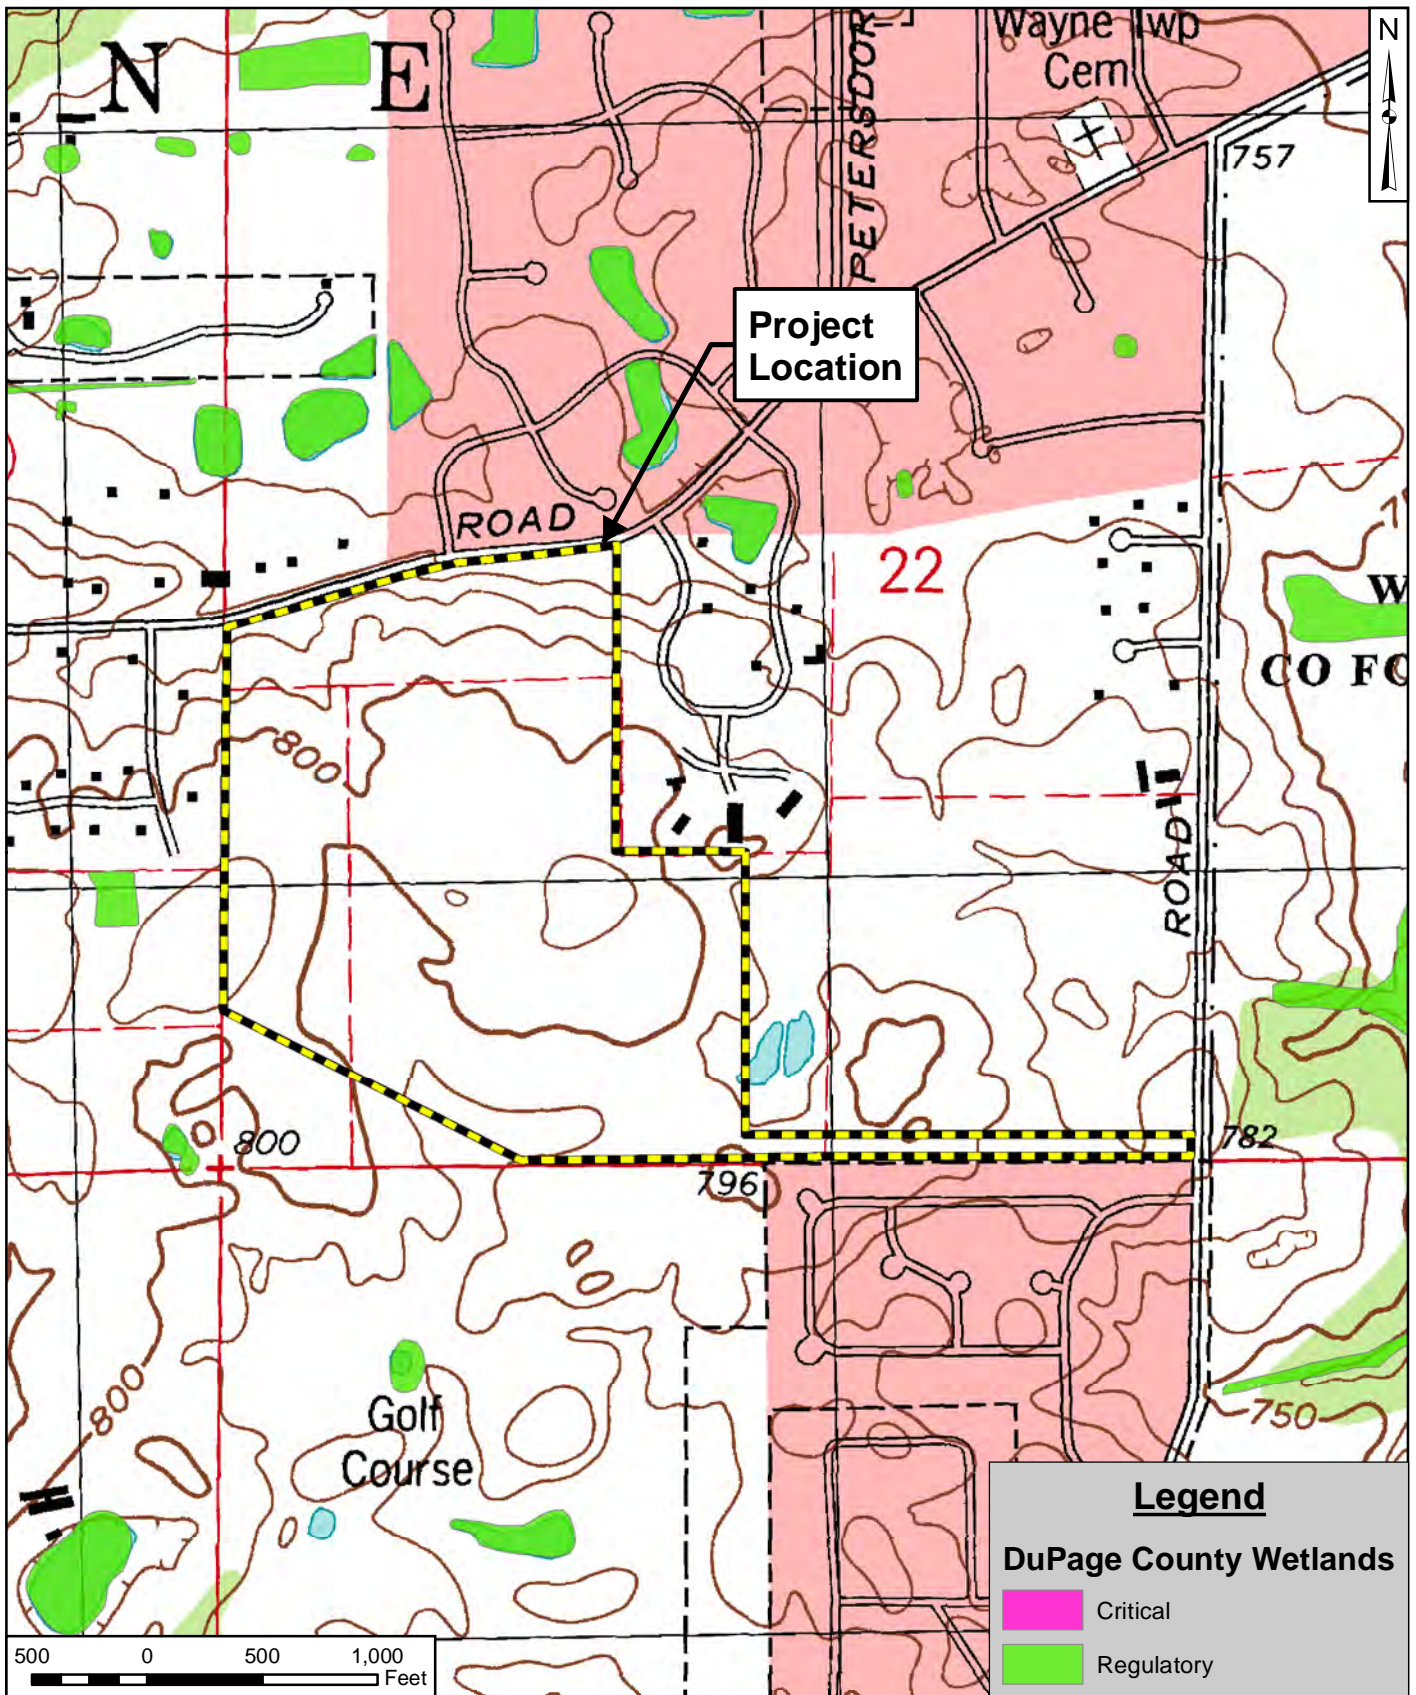 N E
Wayne Twp
Cem
N
PETERSDOR
757
Project
Location
ROAD
22
W
CO FO
800
ROAD
800
782
796
800
Golf
Course
750
Legend
DuPage County Wetlands
Critical
Regulatory
500 0 500 1,000
Feet